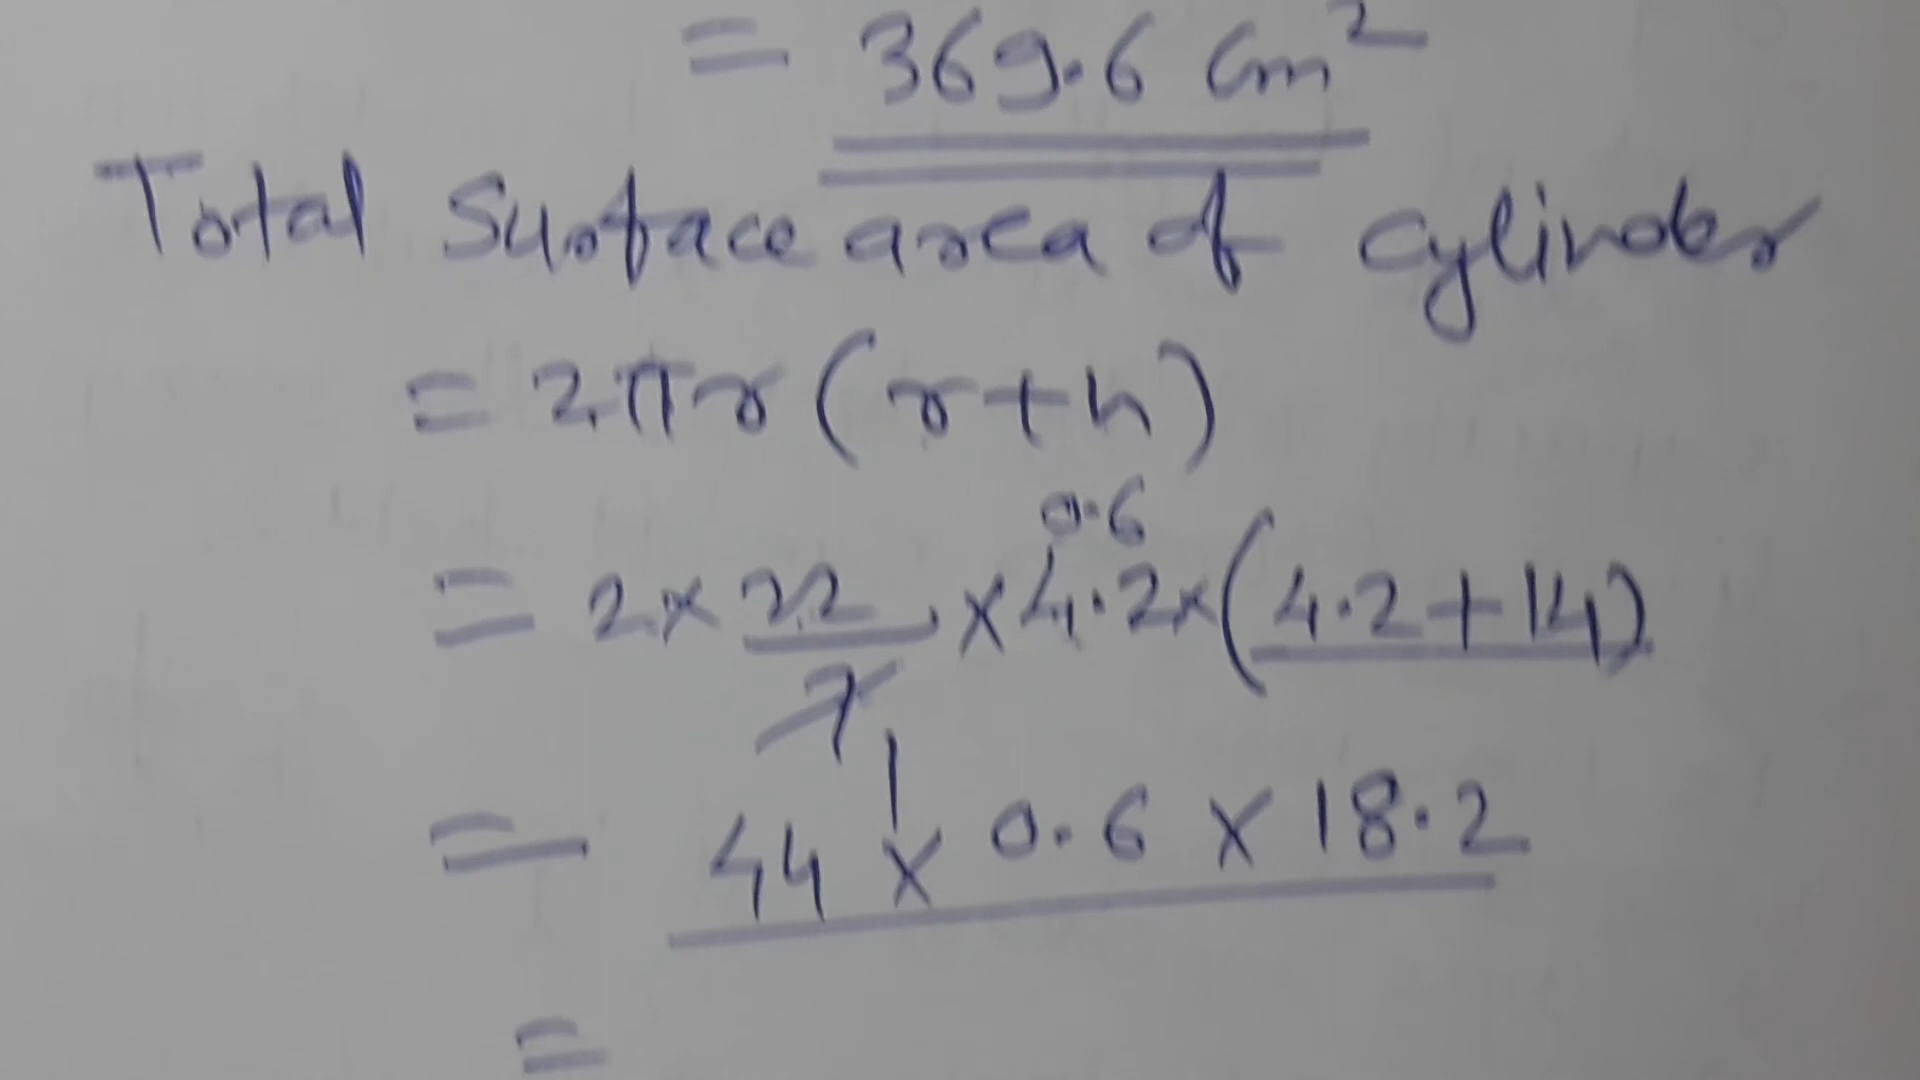 = 369.6 cm²
Total Surface area of cylinder
= 2πr (r+h)
0.6
= 2 x 22/7 x 4.2 x (4.2+14)
1
= 44 x 0.6 x 18.2
=